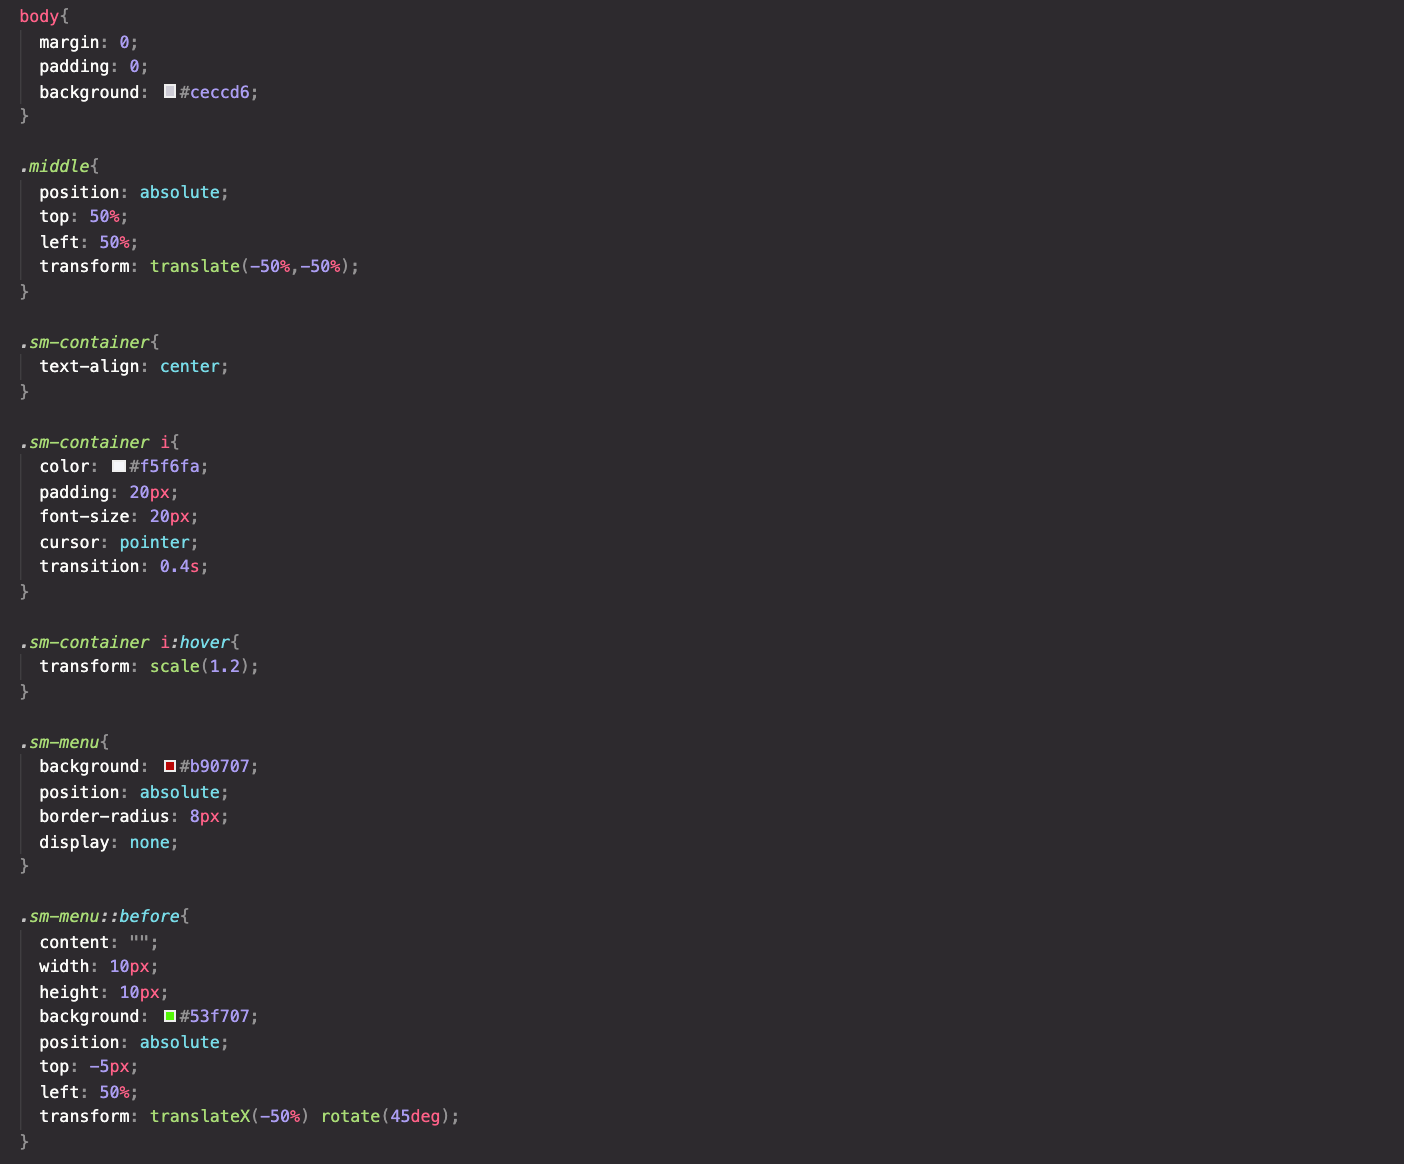 body{
margin: 0;
padding: 0;
background: #ceccd6;
}
.middle{
position: absolute;
top: 50%;
left: 50%;
transform: translate(-50%,-50%);
}
.sm-container{
text-align: center;
}
.sm-container i{
color: #f5f6fa;
padding: 20px;
font-size: 20px;
cursor: pointer;
transition: 0.4s;
}
.sm-container i:hover{
transform: scale(1.2);
}
.sm-menu{
background: #b90707;
position: absolute;
border-radius: 8px;
display: none;
}
.sm-menu::before{
content: "";
width: 10px;
height: 10px;
background: #53f707;
position: absolute;
top: -5px;
left: 50%;
transform: translateX(-50%) rotate(45deg);
}